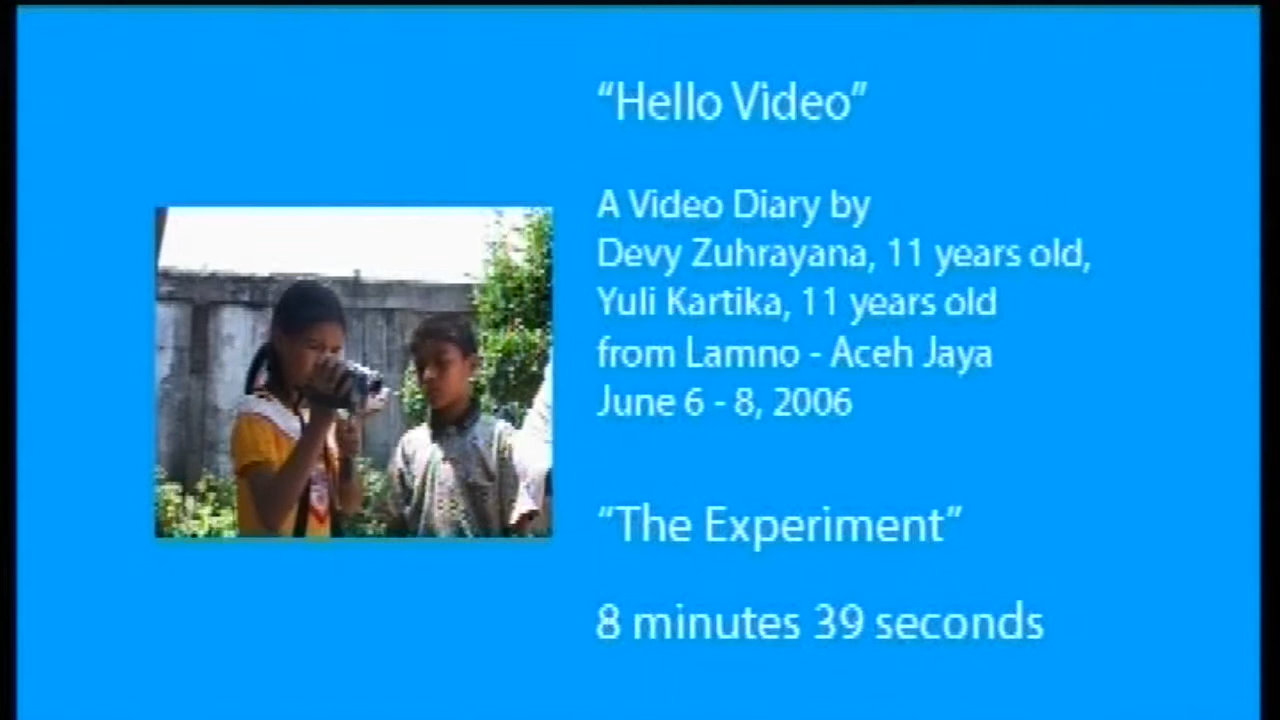 “Hello Video”
A Video Diary by
Devy Zuhrayana, 11 years old,
Yuli Kartika, 11 years old
from Lamno - Aceh Jaya
June 6 - 8, 2006
“The Experiment”
8 minutes 39 seconds